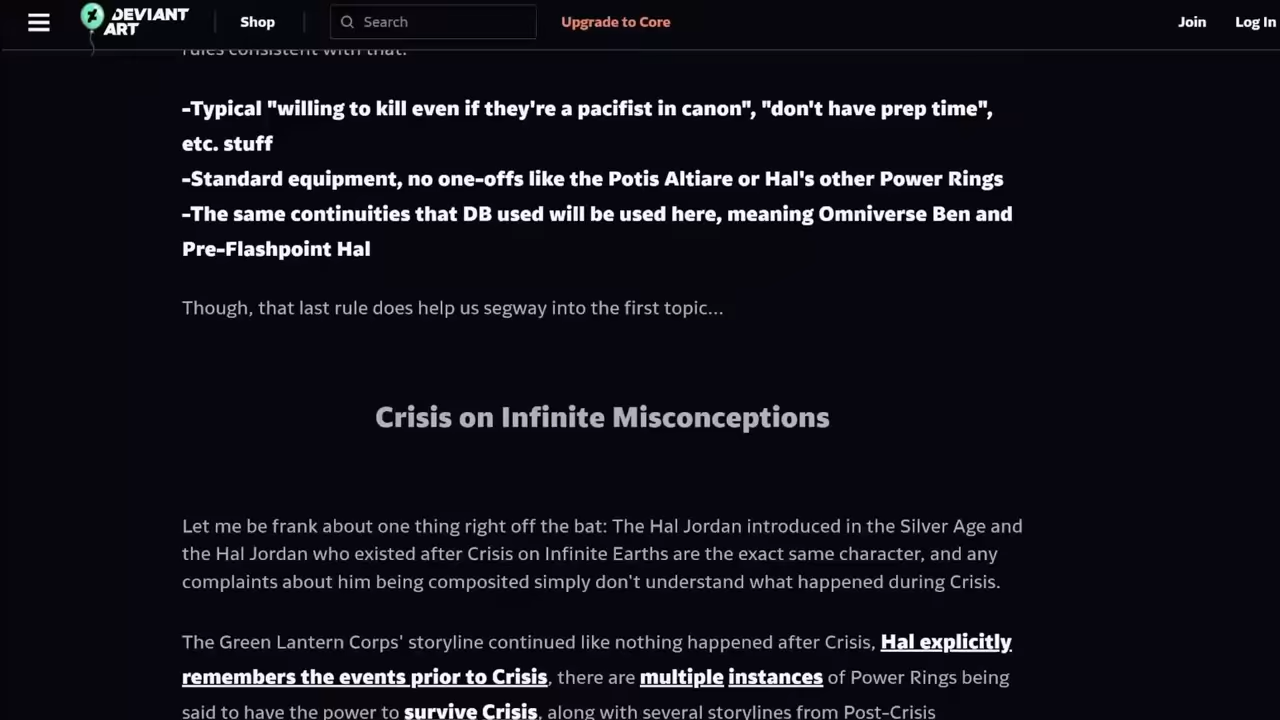 DEVIANT
ART
Shop
Search
Upgrade to Core
Join
Log In
rules consistent with that:
-Typical "willing to kill even if they're a pacifist in canon", "don't have prep time",
etc. stuff
-Standard equipment, no one-offs like the Potis Altiare or Hal's other Power Rings
-The same continuities that DB used will be used here, meaning Omniverse Ben and
Pre-Flashpoint Hal
Though, that last rule does help us segway into the first topic...
Crisis on Infinite Misconceptions
Let me be frank about one thing right off the bat: The Hal Jordan introduced in the Silver Age and
the Hal Jordan who existed after Crisis on Infinite Earths are the exact same character, and any
complaints about him being composited simply don't understand what happened during Crisis.
The Green Lantern Corps' storyline continued like nothing happened after Crisis, Hal explicitly
remembers the events prior to Crisis, there are multiple instances of Power Rings being
said to have the power to survive Crisis, along with several storylines from Post-Crisis